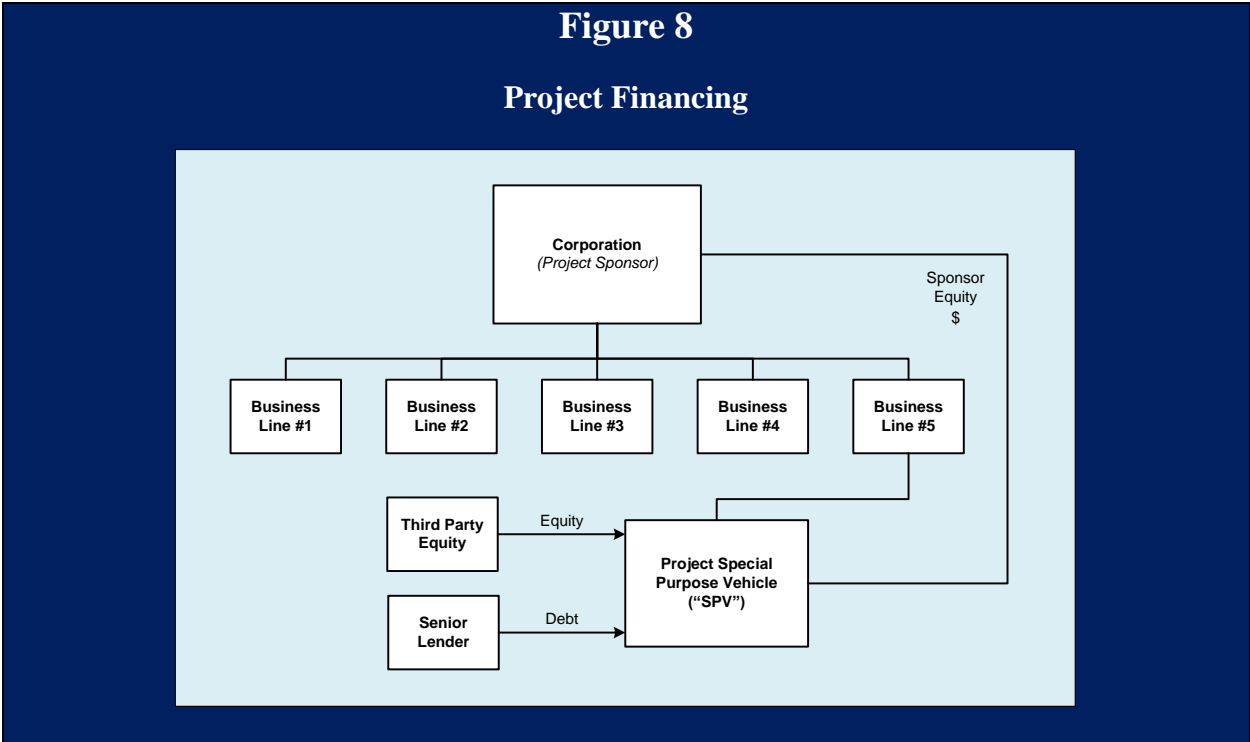 Figure 8
Project Financing
Corporation
(Project Sponsor)
Sponsor
Equity
$
Business
Line #1
Business
Line #2
Business
Line #3
Business
Line #4
Business
Line #5
Third Party
Equity
Equity
Project Special
Purpose Vehicle
(“SPV”)
Senior
Lender
Debt